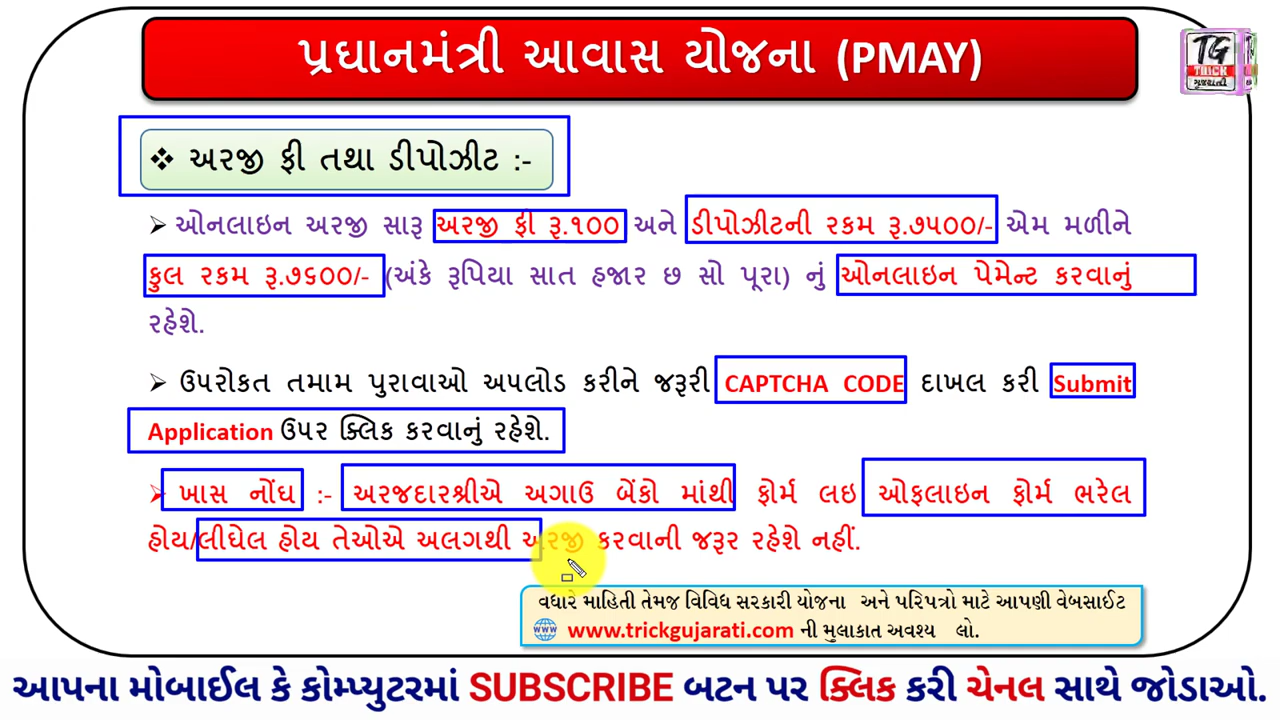 પ્રધાનમંત્રી આવાસ યોજના (PMAY)
TG
TRICK
ગુજરાતી
❖ અરજી ફી તથા ડીપોઝીટ :-
➢ ઓનલાઇન અરજી સારૂ અરજી ફી રૂ.૧૦૦ અને ડીપોઝીટની રકમ રૂ.૭૫૦૦/- એમ મળીને
કુલ રકમ રૂ.૭૬૦૦/- (અંકે રૂપિયા સાત હજાર છ સો પૂરા) નું ઓનલાઇન પેમેન્ટ કરવાનું
રહેશે.
➢ ઉપરોકત તમામ પુરાવાઓ અપલોડ કરીને જરૂરી CAPTCHA CODE દાખલ કરી Submit
Application ઉપર ક્લિક કરવાનું રહેશે.
➢ ખાસ નોંધ :- અરજદારશ્રીએ અગાઉ બેંકો માંથી ફોર્મ લઇ ઓફલાઇન ફોર્મ ભરેલ
હોય/લીધેલ હોય તેઓએ અલગથી અરજી કરવાની જરૂર રહેશે નહીં.
વધારે માહિતી તેમજ વિવિધ સરકારી યોજના અને પરિપત્રો માટે આપણી વેબસાઈટ
www.trickgujarati.com ની મુલાકાત અવશ્ય લો.
આપના મોબાઈલ કે કોમ્પ્યુટરમાં SUBSCRIBE બટન પર ક્લિક કરી ચેનલ સાથે જોડાઓ.